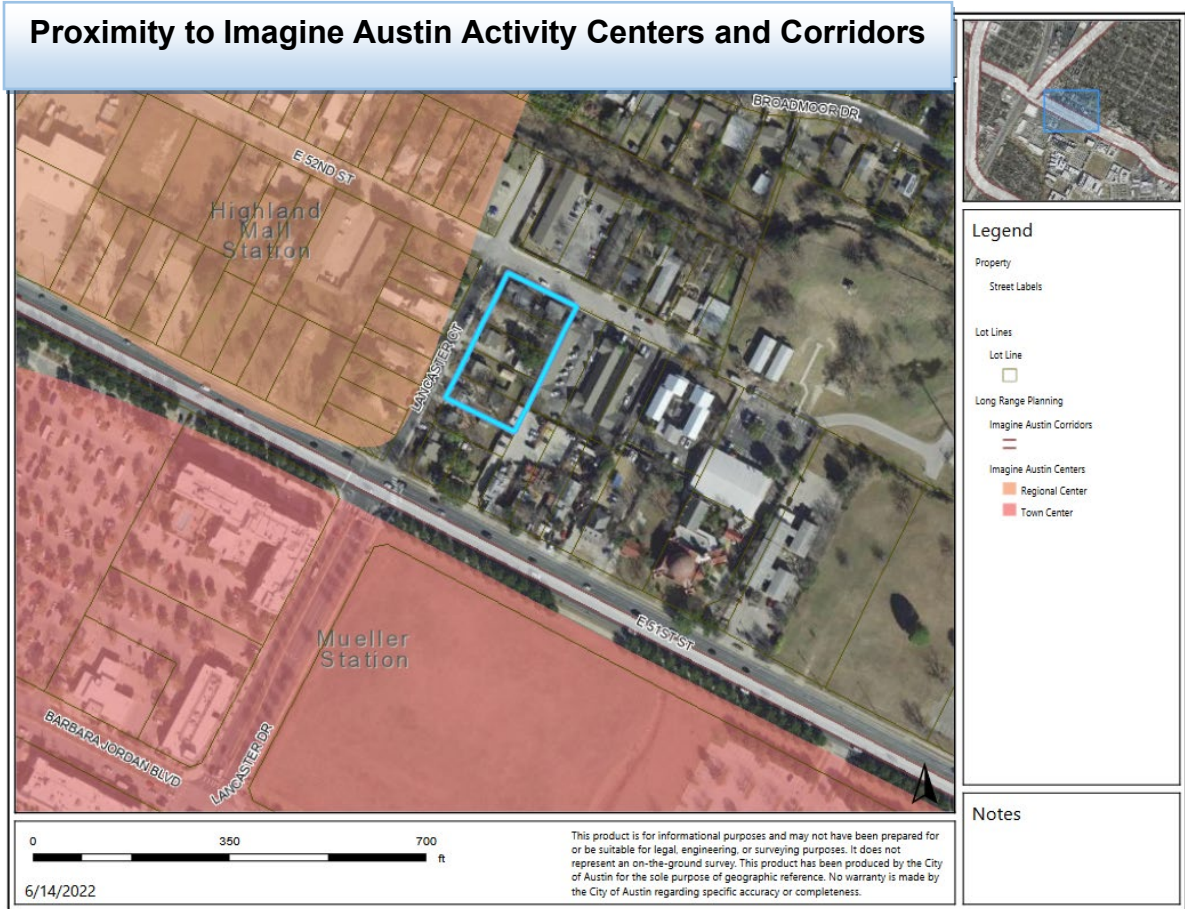 Proximity to Imagine Austin Activity Centers and Corridors
BROADMOOR DR
E 52ND ST
Highland
Mall
Station
LANCASTER CT
E 51ST ST
Mueller
Station
BARBARA JORDAN BLVD
LANCASTER DR
Legend
Property
Street Labels
Lot Lines
Lot Line
Long Range Planning
Imagine Austin Corridors
Imagine Austin Centers
Regional Center
Town Center
Notes
0 350 700
ft
6/14/2022
This product is for informational purposes and may not have been prepared for
or be suitable for legal, engineering, or surveying purposes. It does not
represent an on-the-ground survey. This product has been produced by the City
of Austin for the sole purpose of geographic reference. No warranty is made by
the City of Austin regarding specific accuracy or completeness.